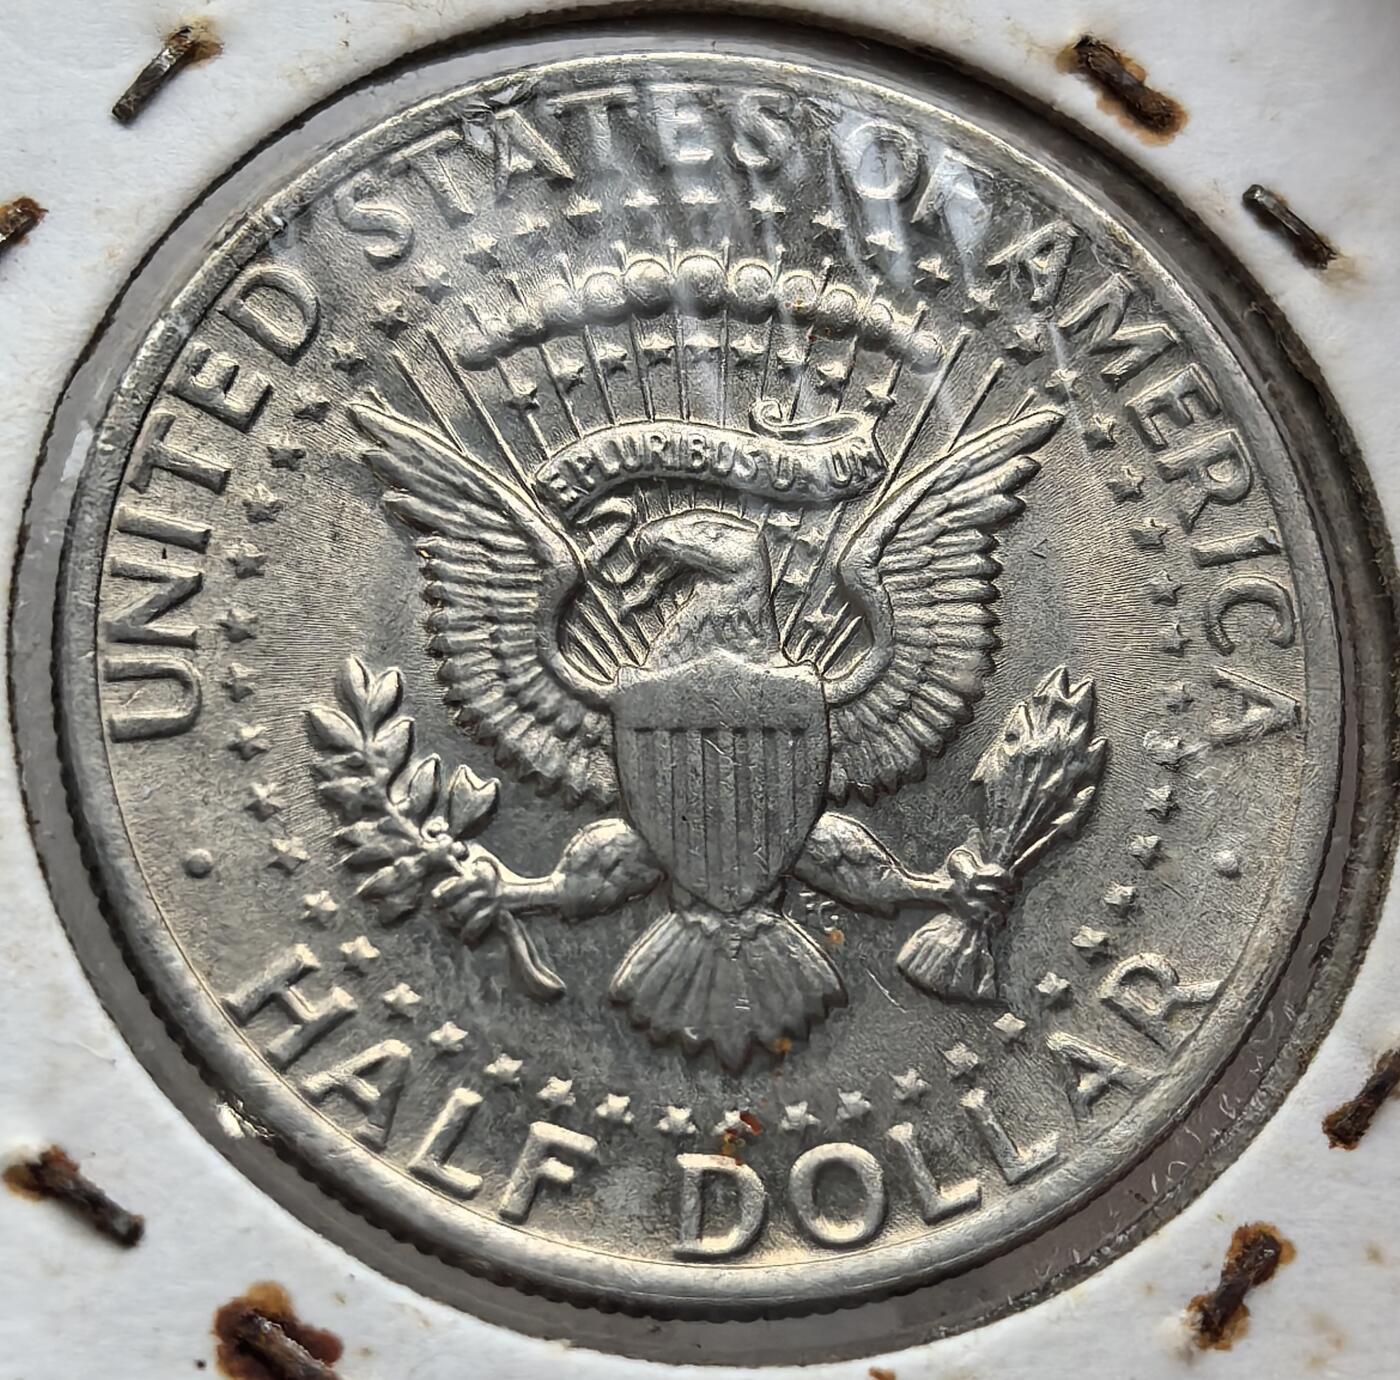 UNITED STATES OF AMERICA
E PLURIBUS UNUM
FG
HALF DOLLAR